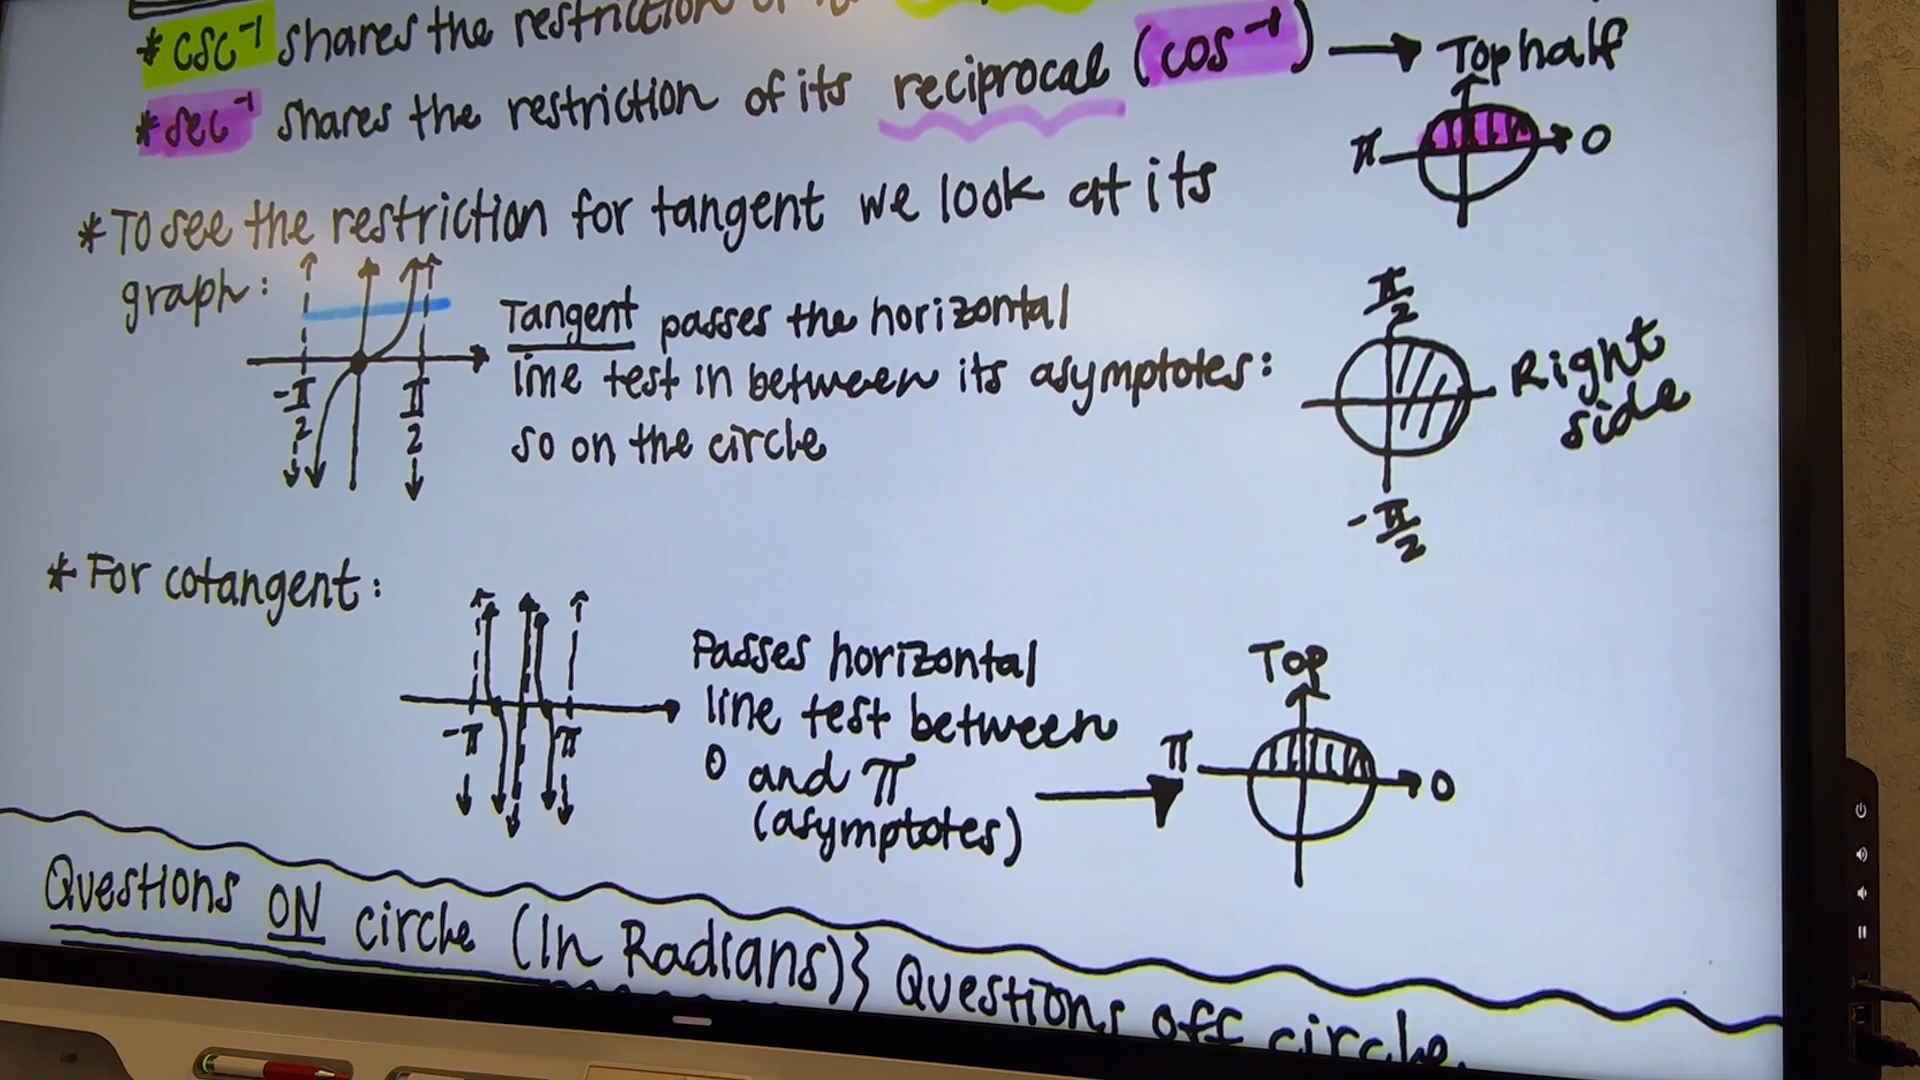 * csc⁻¹ shares the restriction
* sec⁻¹ shares the restriction of its reciprocal (cos⁻¹) → Top half
π 0
* To see the restriction for tangent we look at its
graph:
-π/2 π/2
Tangent passes the horizontal
line test in between its asymptotes:
so on the circle
π/2
Right
side
-π/2
* For cotangent:
-π π
Passes horizontal
line test between
0 and π
(asymptotes)
Top
π 0
Questions ON circle (In Radians)} Questions off circle